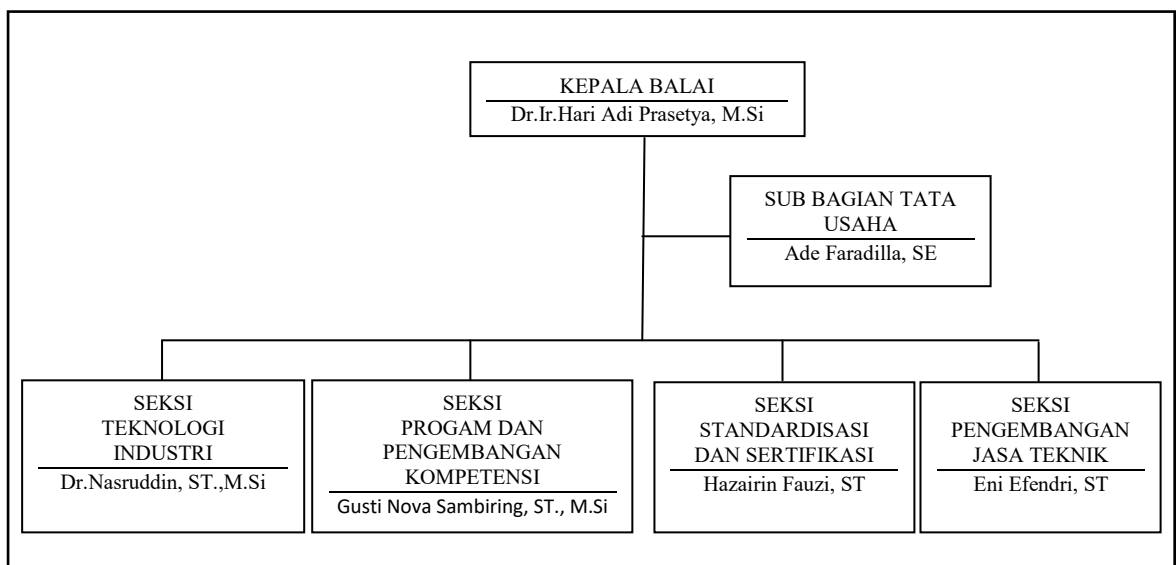 KEPALA BALAI
Dr.Ir.Hari Adi Prasetya, M.Si
SUB BAGIAN TATA
USAHA
Ade Faradilla, SE
SEKSI
TEKNOLOGI
INDUSTRI
Dr.Nasruddin, ST.,M.Si
SEKSI
PROGAM DAN
PENGEMBANGAN
KOMPETENSI
Gusti Nova Sambiring, ST., M.Si
SEKSI
STANDARDISASI
DAN SERTIFIKASI
Hazairin Fauzi, ST
SEKSI
PENGEMBANGAN
JASA TEKNIK
Eni Efendri, ST